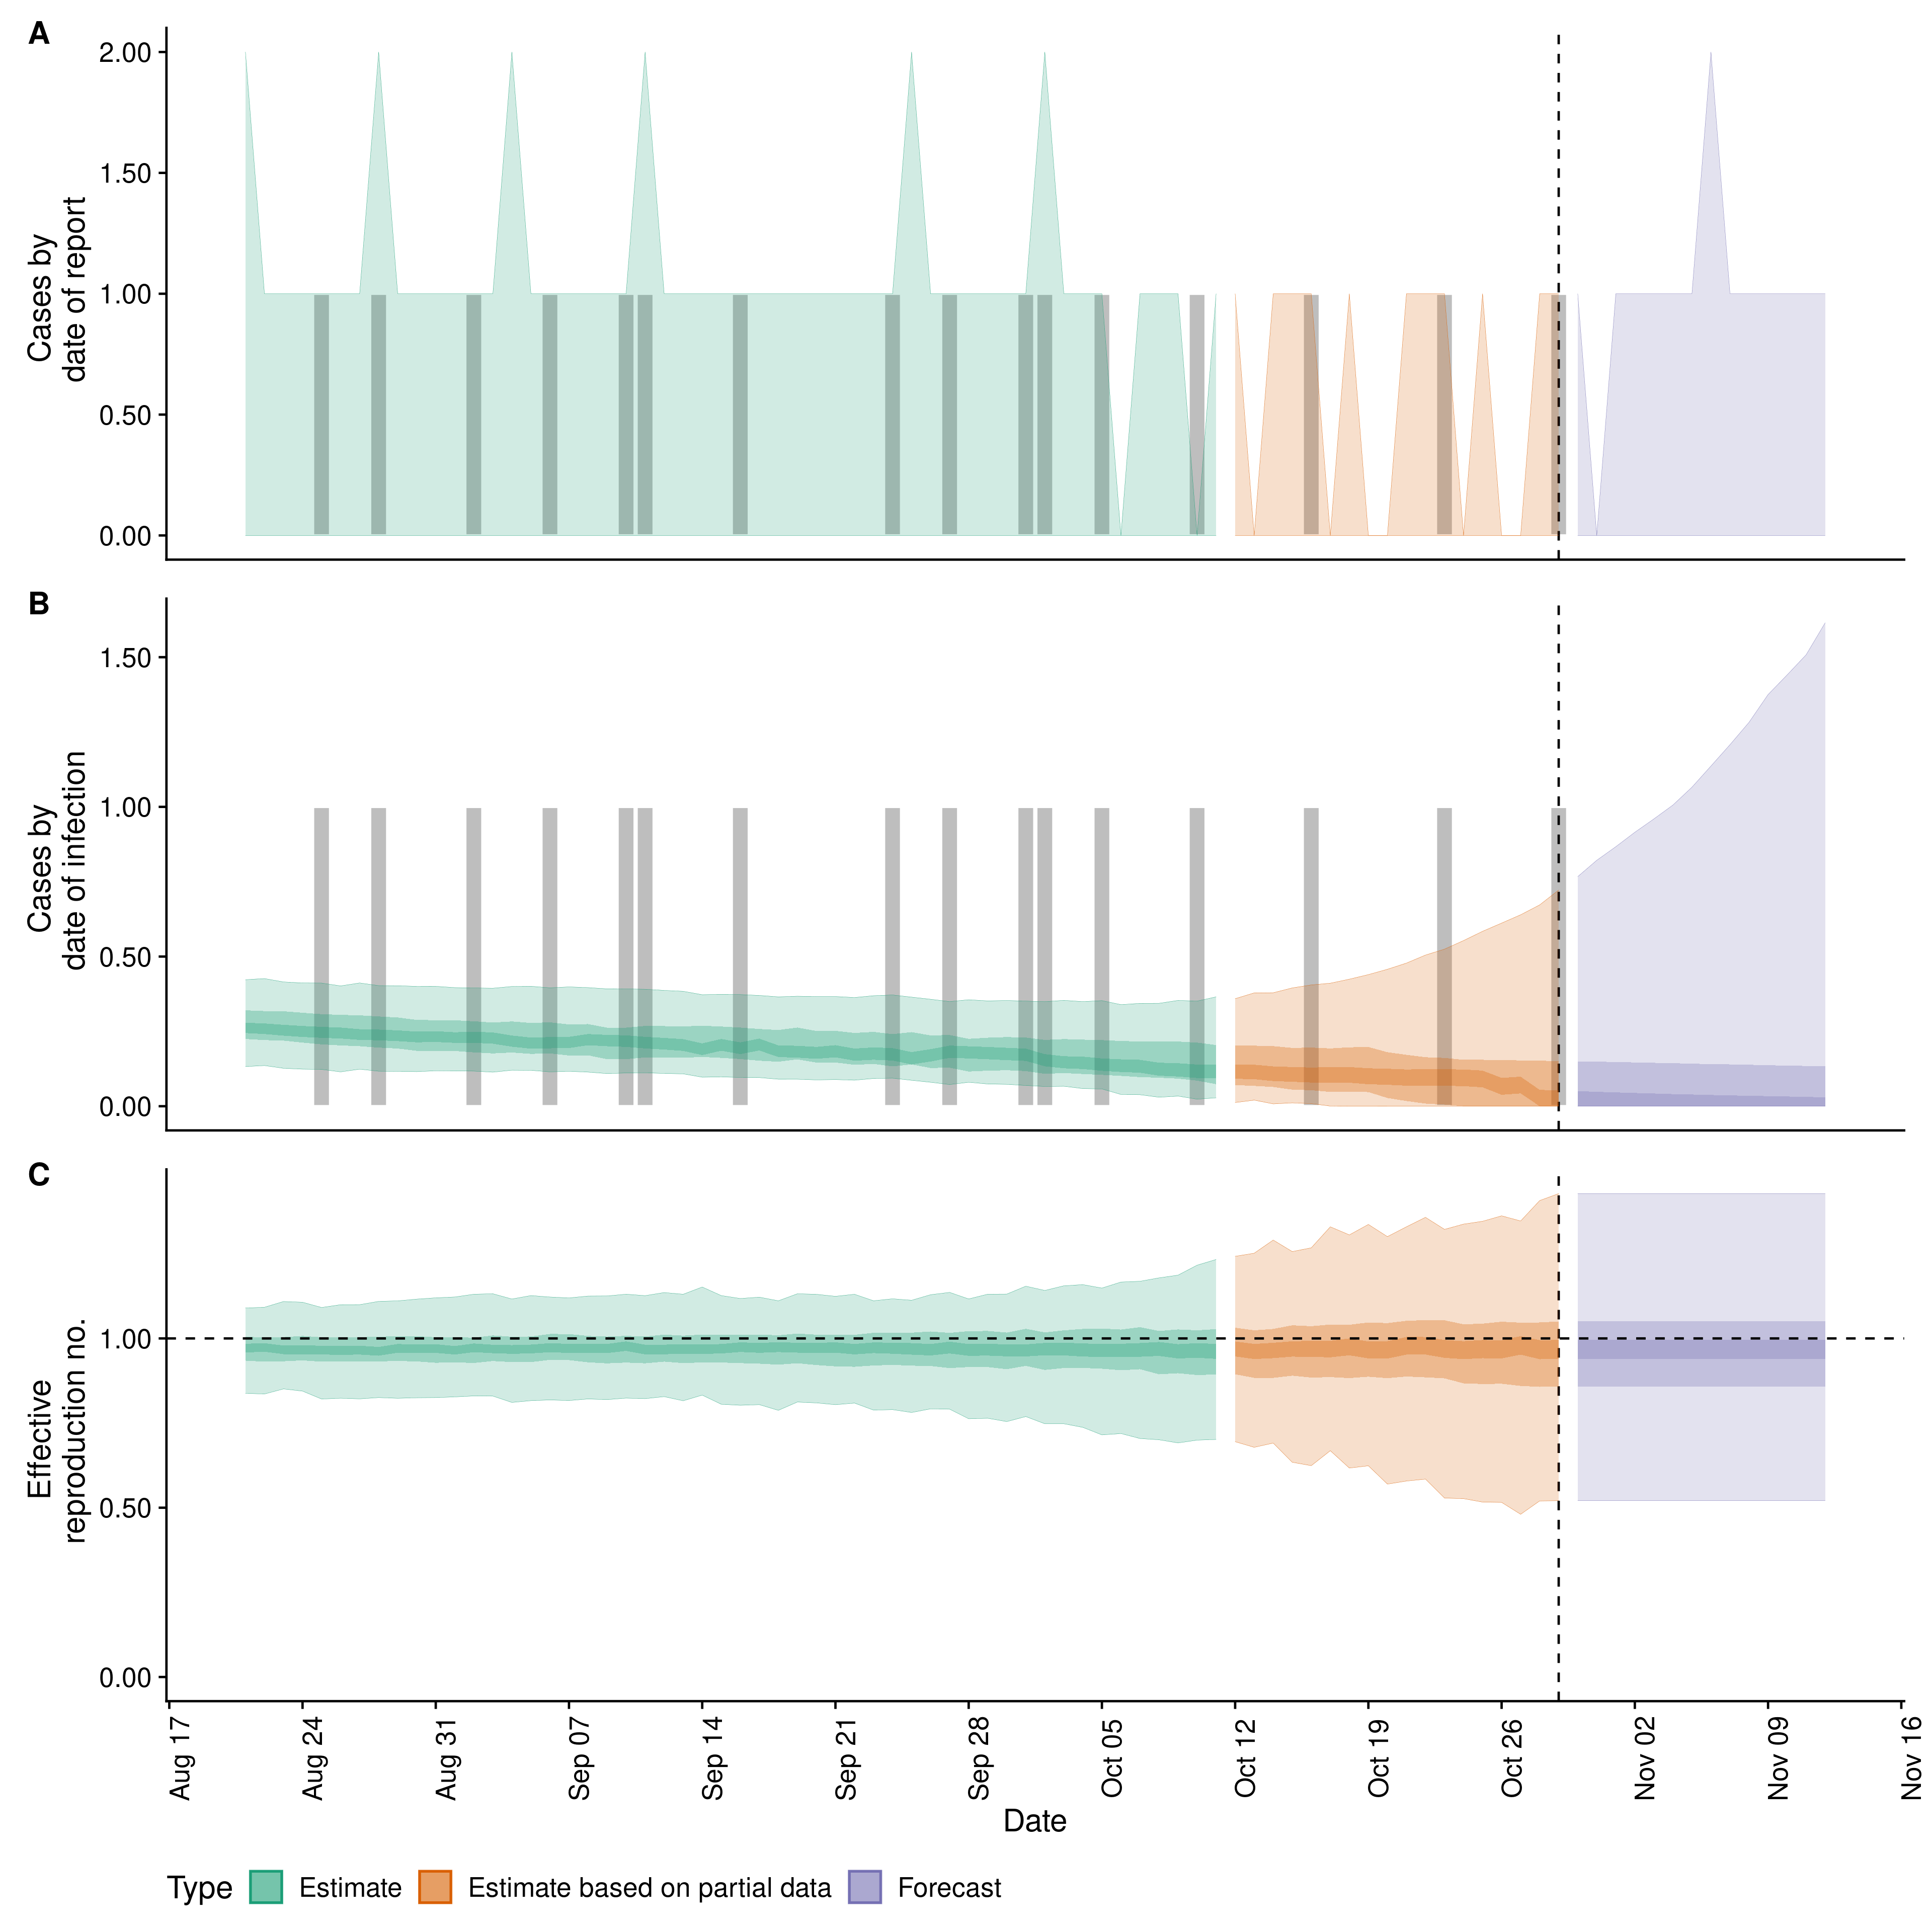 A
Cases by
date of report
2.00
1.50
1.00
0.50
0.00
B
Cases by
date of infection
1.50
1.00
0.50
0.00
C
Effective
reproduction no.
1.00
0.50
0.00
Aug 17
Aug 24
Aug 31
Sep 07
Sep 14
Sep 21
Sep 28
Oct 05
Oct 12
Oct 19
Oct 26
Nov 02
Nov 09
Nov 16
Date
Type Estimate Estimate based on partial data Forecast